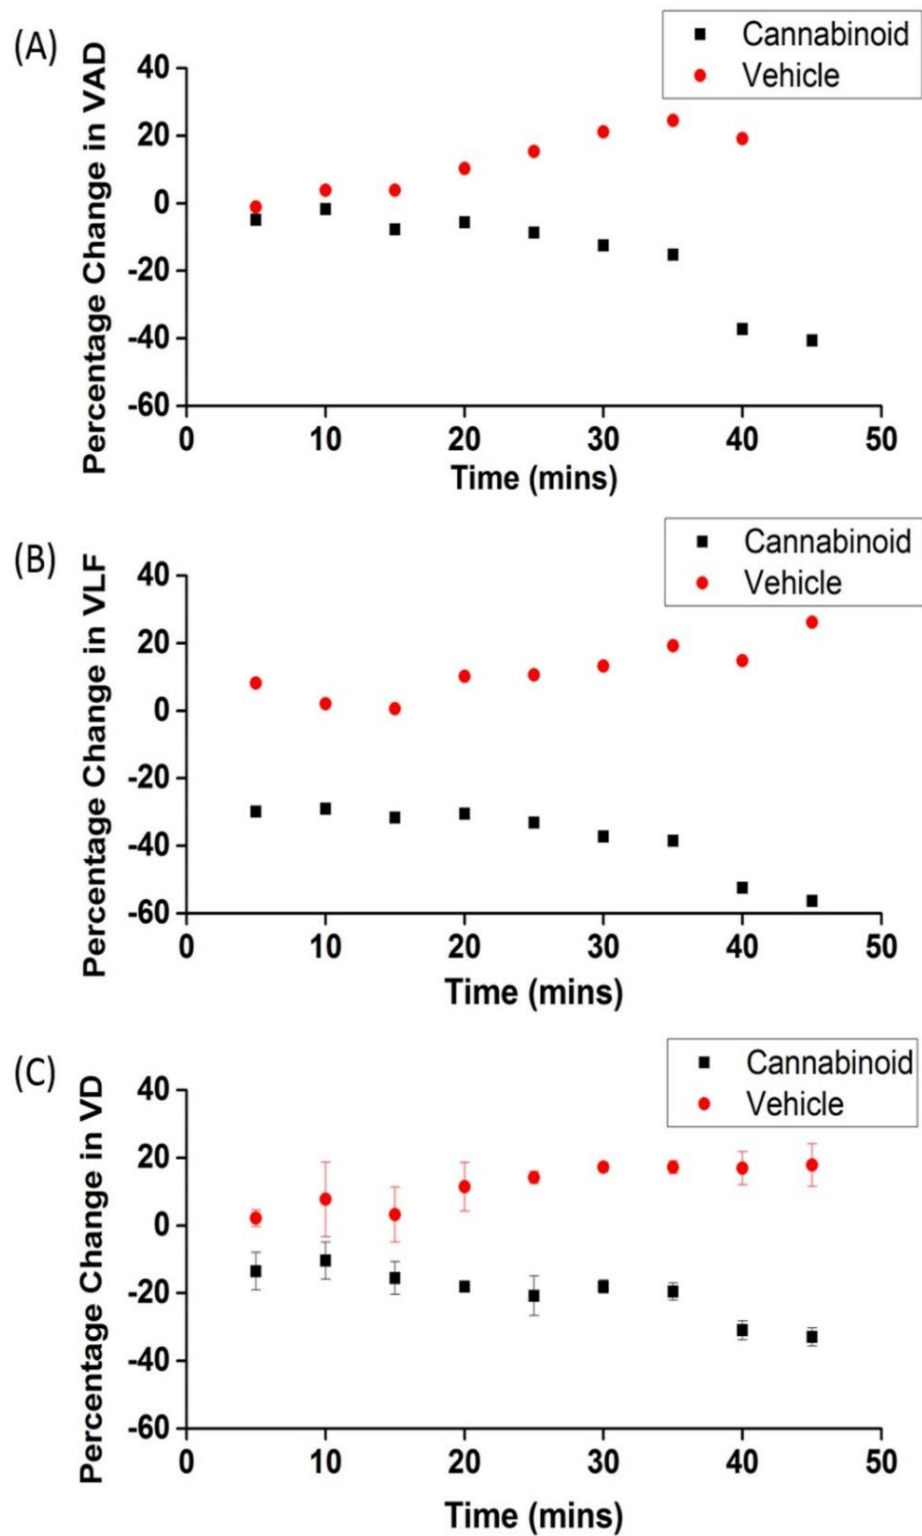 (A)
Cannabinoid
Vehicle
Percentage Change in VAD
40
20
0
-20
-40
-60
0 10 20 30 40 50
Time (mins)
(B)
Cannabinoid
Vehicle
Percentage Change in VLF
40
20
0
-20
-40
-60
0 10 20 30 40 50
Time (mins)
(C)
Cannabinoid
Vehicle
Percentage Change in VD
40
20
0
-20
-40
-60
0 10 20 30 40 50
Time (mins)